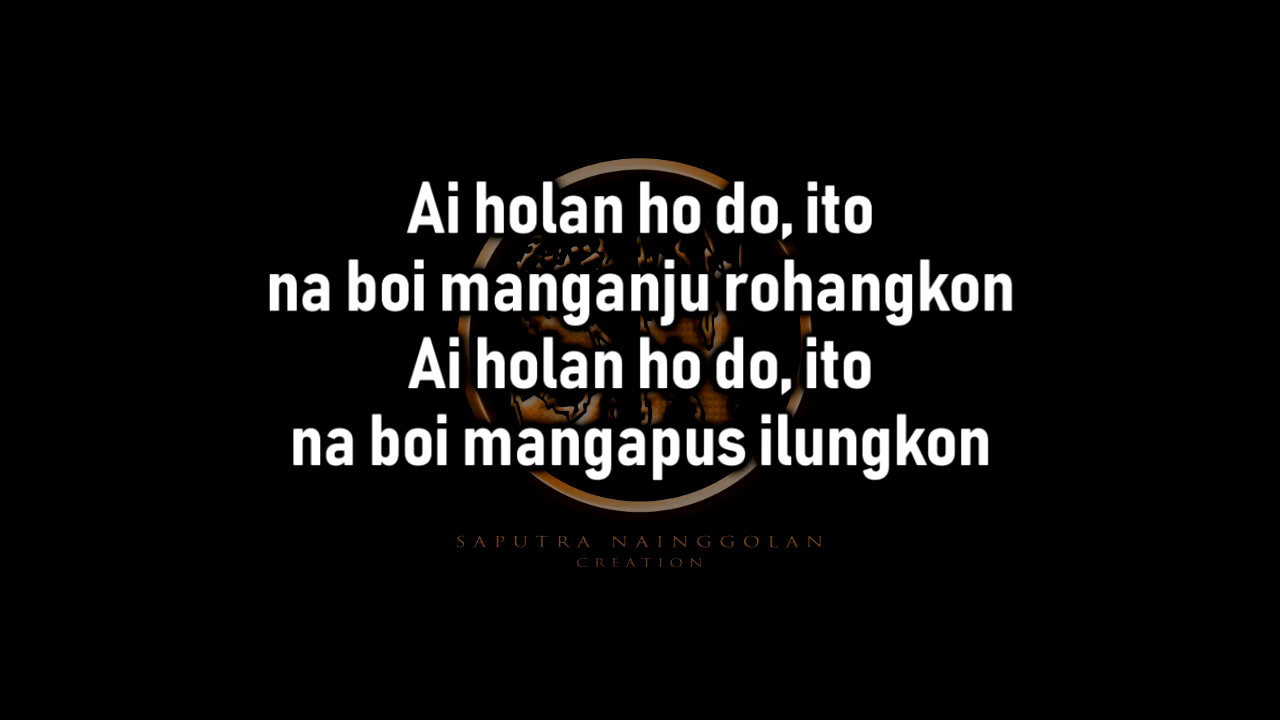 Ai holan ho do, ito
na boi manganju rohangkon
Ai holan ho do, ito
na boi mangapus ilungkon
SAPUTRA NAINGGOLAN
CREATION